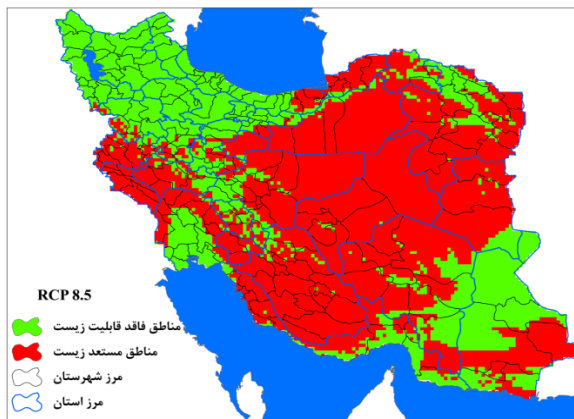 RCP 8.5
مناطق فاقد قابلیت زیست
مناطق مستعد زیست
مرز شهرستان
مرز استان